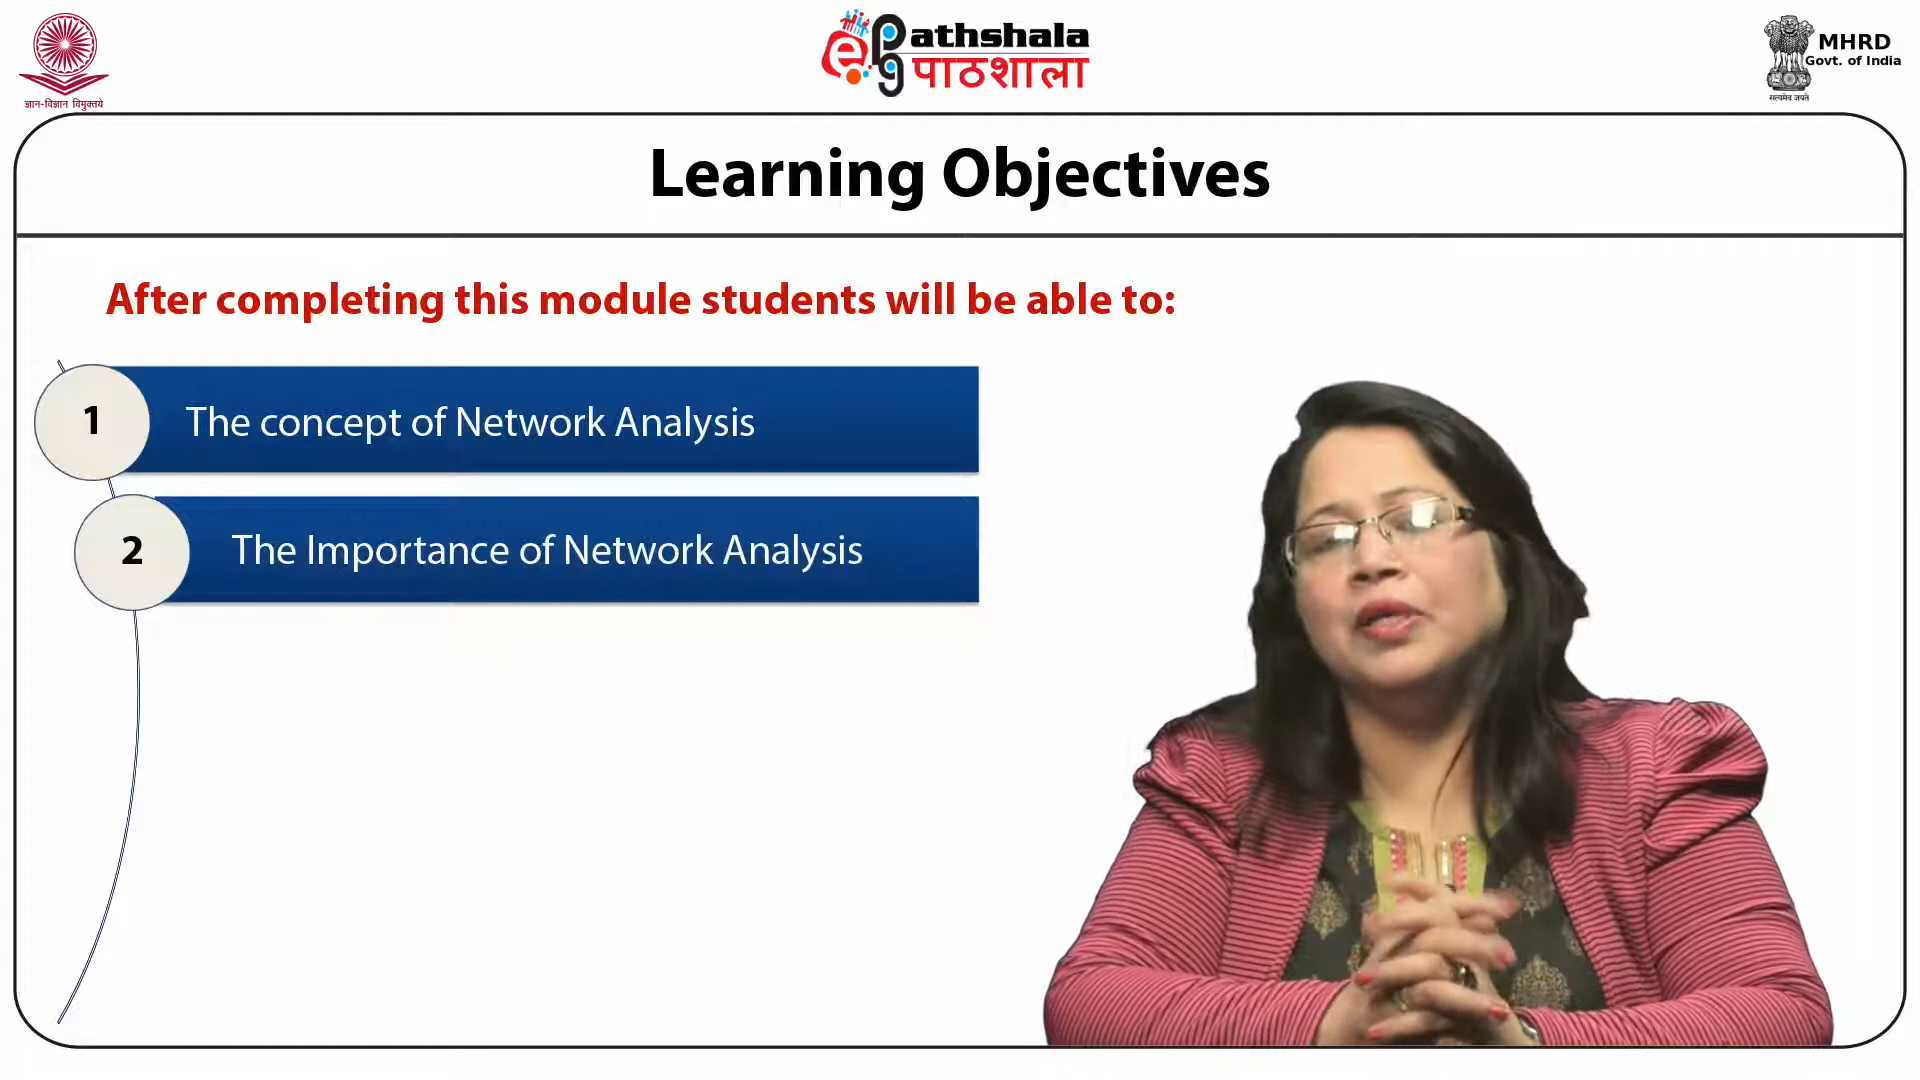 ज्ञान-विज्ञान विमुक्तये
ePathshala
पाठशाला
MHRD
Govt. of India
सत्यमेव जयते
Learning Objectives
After completing this module students will be able to:
1 The concept of Network Analysis
2 The Importance of Network Analysis